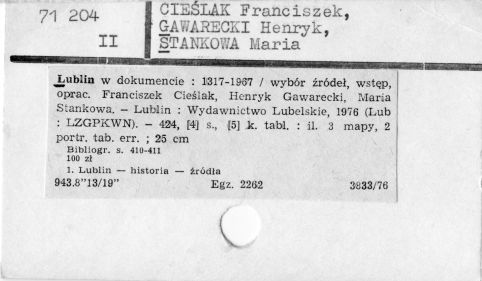 71 204
II
CIEŚLAK Franciszek,
GAWARECKI Henryk,
STANKOWA Maria
Lublin w dokumencie : 1317-1967 / wybór źródeł, wstęp,
oprac. Franciszek Cieślak, Henryk Gawarecki, Maria
Stankowa. — Lublin : Wydawnictwo Lubelskie, 1976 (Lub
: LZGPKWN). — 424, [4] s., [5] k. tabl. : il. 3 mapy, 2
portr. tab. err. ; 25 cm
Bibliogr. s. 410-411
100 zł
1. Lublin — historia — źródła
943.8"13/19" Egz. 2262 3833/76